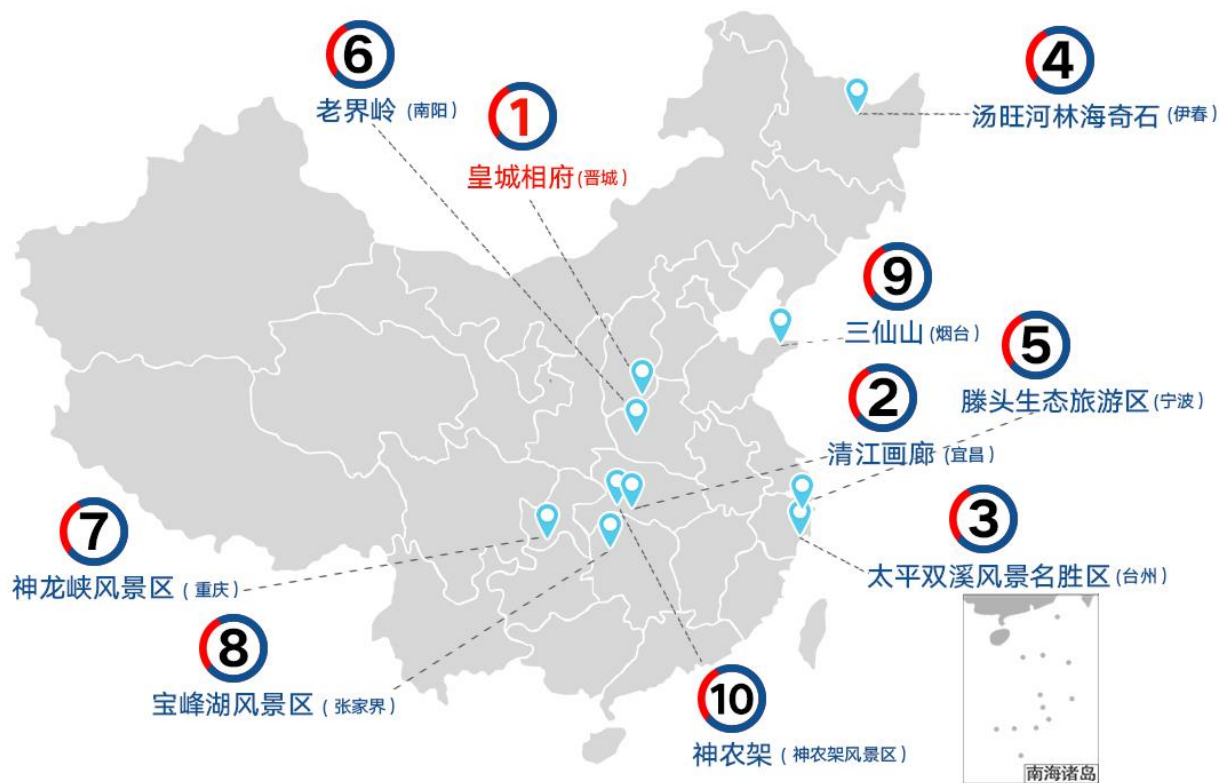 6
老界岭 (南阳)
1
皇城相府(晋城)
4
汤旺河林海奇石(伊春)
9
三仙山(烟台)
5
滕头生态旅游区(宁波)
2
清江画廊 (宜昌)
7
神龙峡风景区 (重庆)
3
太平双溪风景名胜区(台州)
8
宝峰湖风景区 (张家界)
10
神农架 (神农架风景区)
南海诸岛